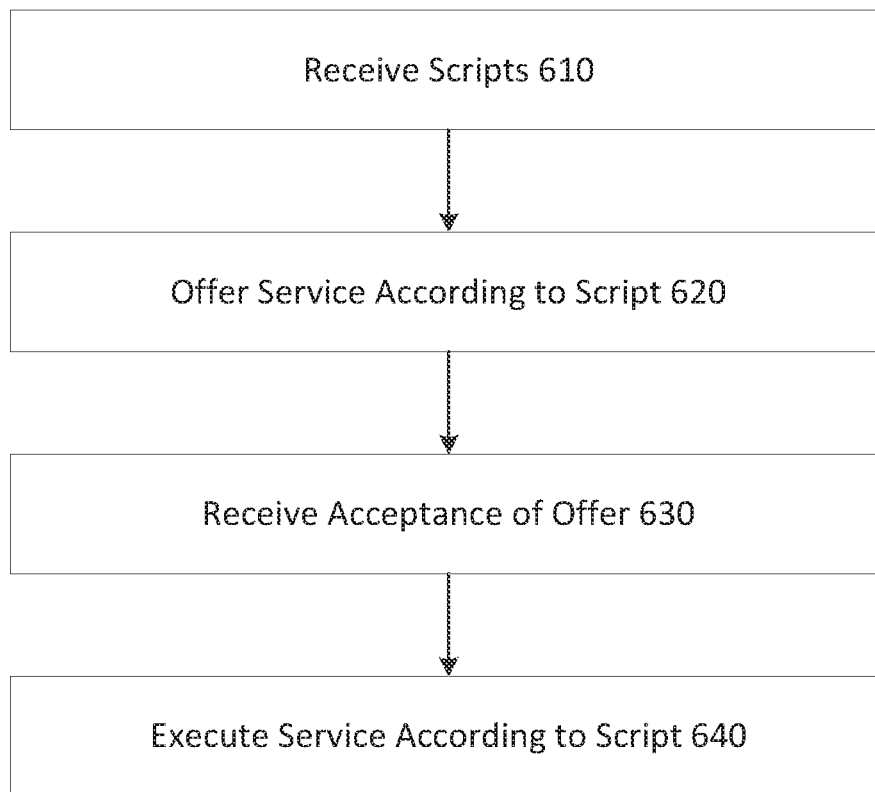 Receive Scripts 610
Offer Service According to Script 620
Receive Acceptance of Offer 630
Execute Service According to Script 640